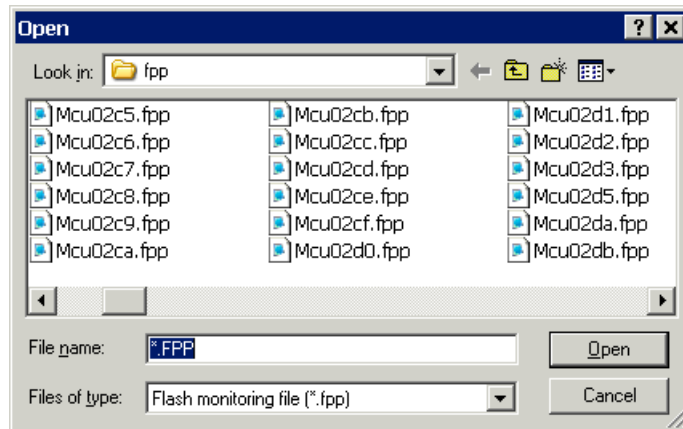 Open
Look in: fpp
Mcu02c5.fpp Mcu02cb.fpp Mcu02d1.fpp
Mcu02c6.fpp Mcu02cc.fpp Mcu02d2.fpp
Mcu02c7.fpp Mcu02cd.fpp Mcu02d3.fpp
Mcu02c8.fpp Mcu02ce.fpp Mcu02d5.fpp
Mcu02c9.fpp Mcu02cf.fpp Mcu02da.fpp
Mcu02ca.fpp Mcu02d0.fpp Mcu02db.fpp
File name: *.FPP Open
Files of type: Flash monitoring file (*.fpp) Cancel